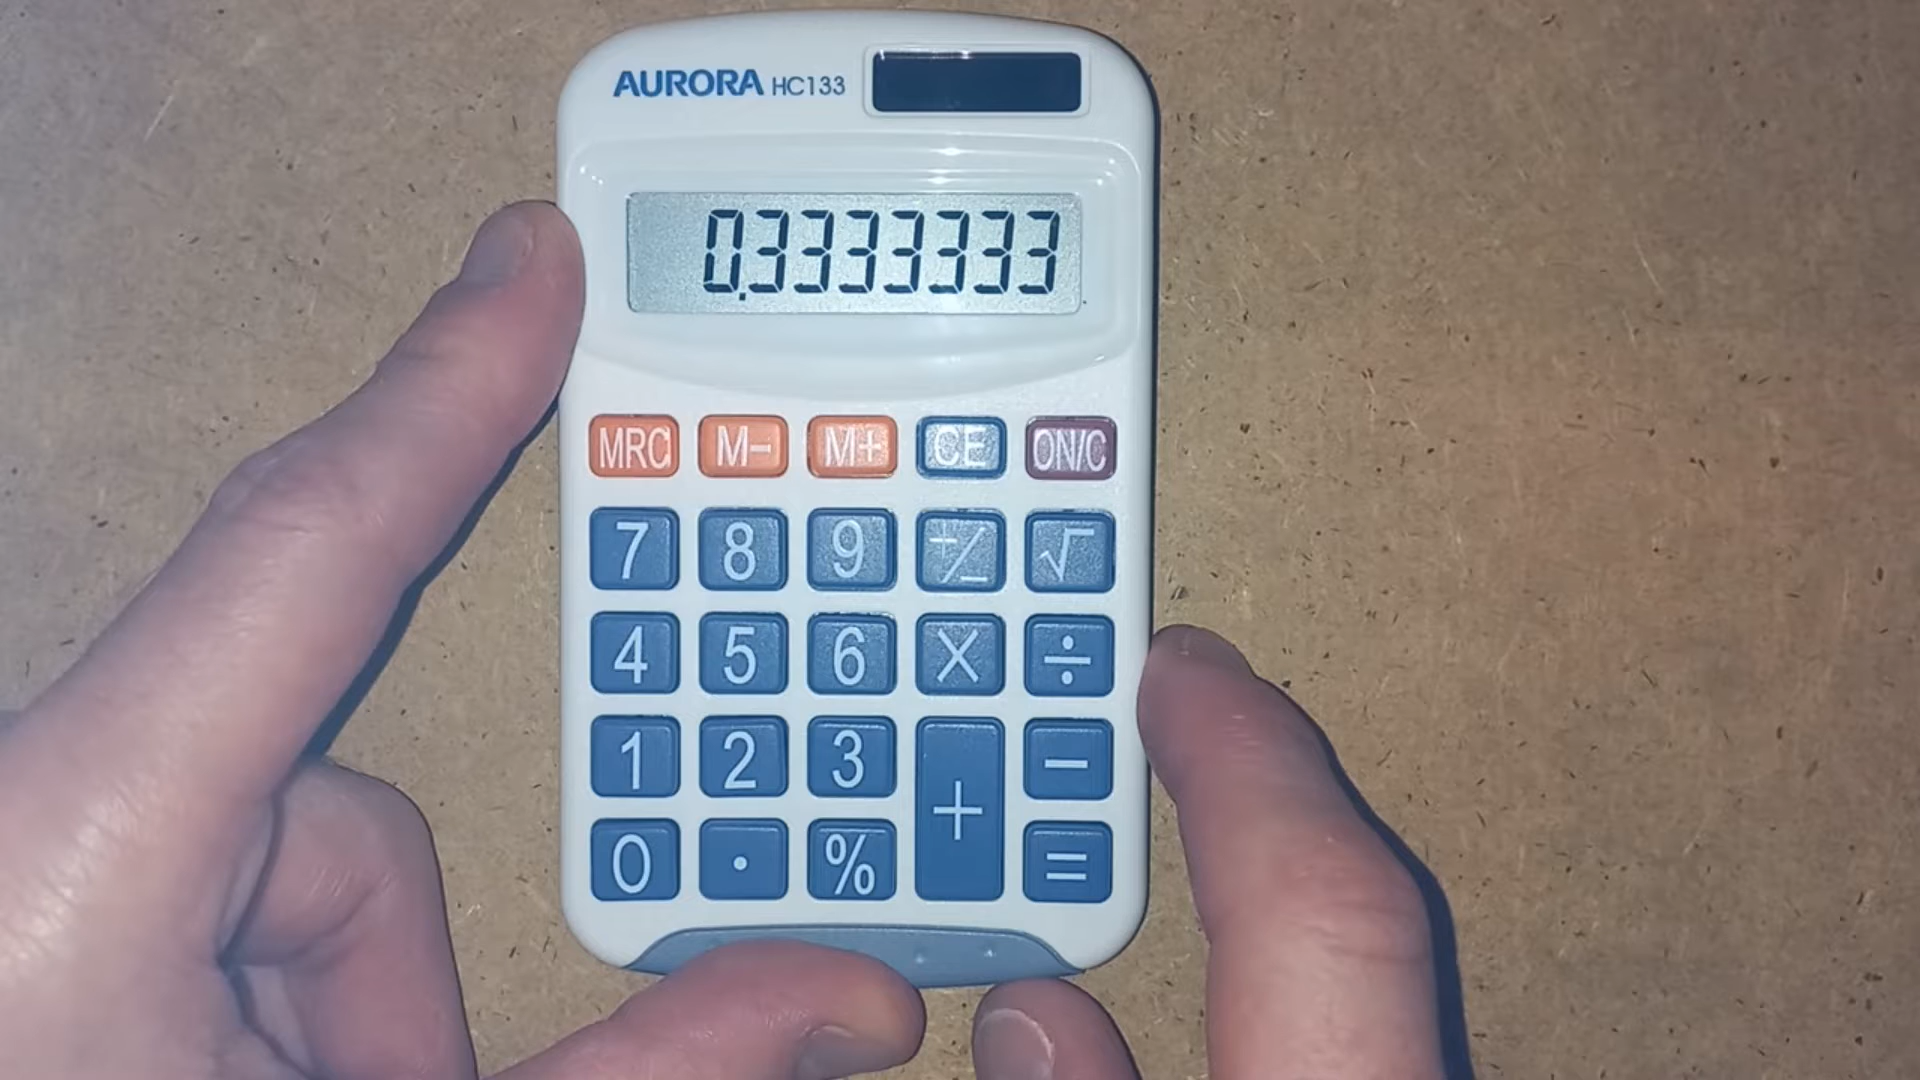 AURORA HC133
0.3333333
MRC M− M+ CE ON/C
7 8 9 +/− √
4 5 6 X ÷
1 2 3 + −
0 . % =